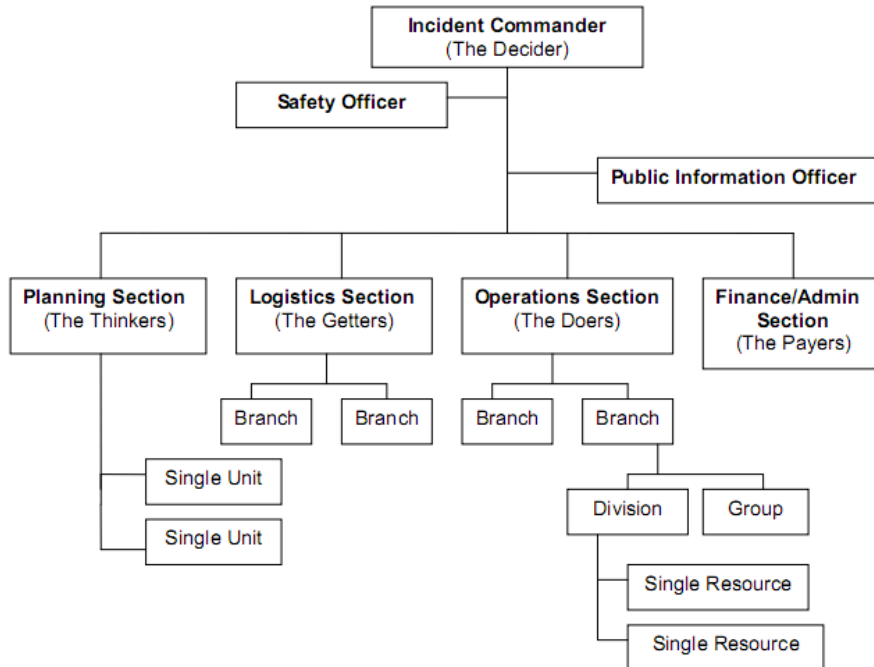 Incident Commander
(The Decider)
Safety Officer
Public Information Officer
Planning Section
(The Thinkers)
Logistics Section
(The Getters)
Operations Section
(The Doers)
Finance/Admin
Section
(The Payers)
Branch
Branch
Branch
Branch
Single Unit
Single Unit
Division
Group
Single Resource
Single Resource